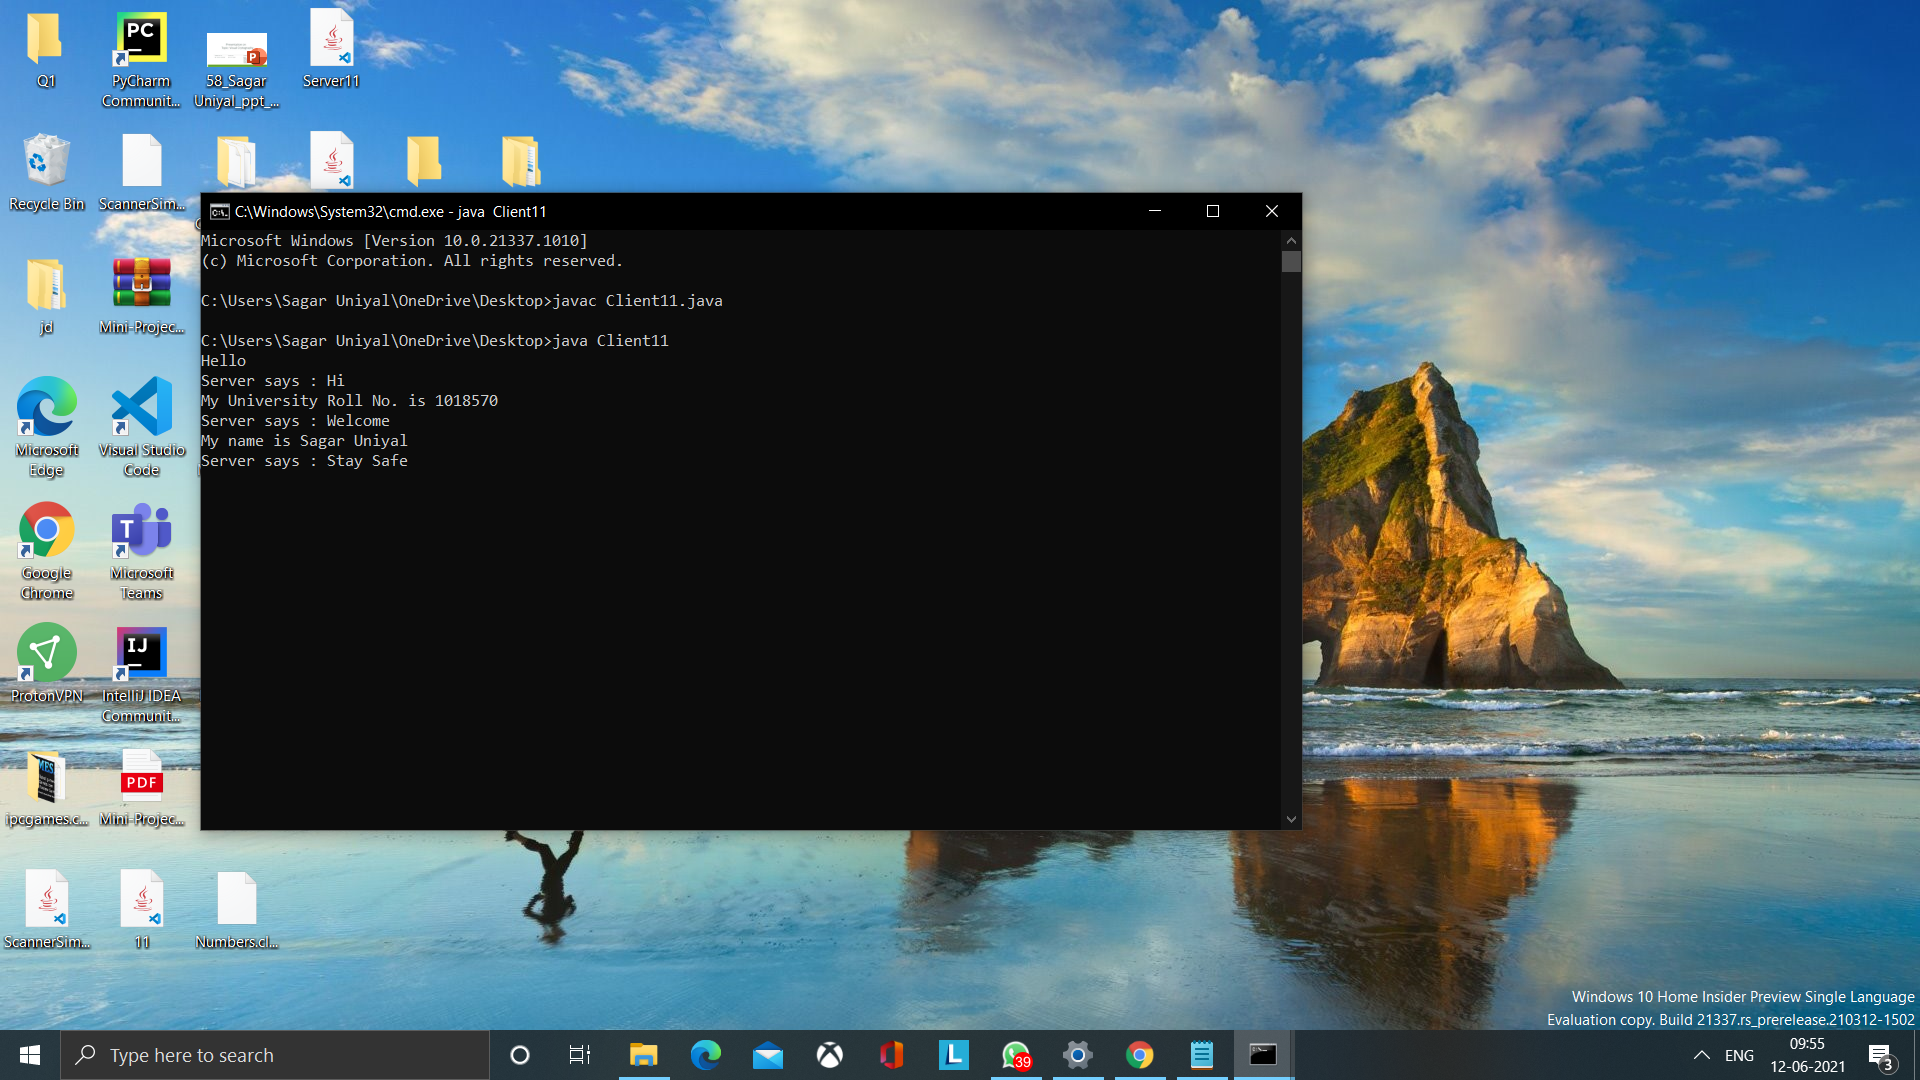 Q1
PC
PyCharm
Communit...
58_Sagar
Uniyal_ppt_...
Server11
Recycle Bin
ScannerSim...
C:\Windows\System32\cmd.exe - java  Client11
Microsoft Windows [Version 10.0.21337.1010]
(c) Microsoft Corporation. All rights reserved.
C:\Users\Sagar Uniyal\OneDrive\Desktop>javac Client11.java
C:\Users\Sagar Uniyal\OneDrive\Desktop>java Client11
Hello
Server says : Hi
My University Roll No. is 1018570
Server says : Welcome
My name is Sagar Uniyal
Server says : Stay Safe
jd
Mini-Projec...
Microsoft
Edge
Visual Studio
Code
Google
Chrome
T
Microsoft
Teams
ProtonVPN
IJ
IntelliJ IDEA
Communit...
ipcgames.c...
PDF
Mini-Projec...
ScannerSim...
11
Numbers.cl...
Windows 10 Home Insider Preview Single Language
Evaluation copy. Build 21337.rs_prerelease.210312-1502
Type here to search
L
39
ENG
09:55
12-06-2021
3